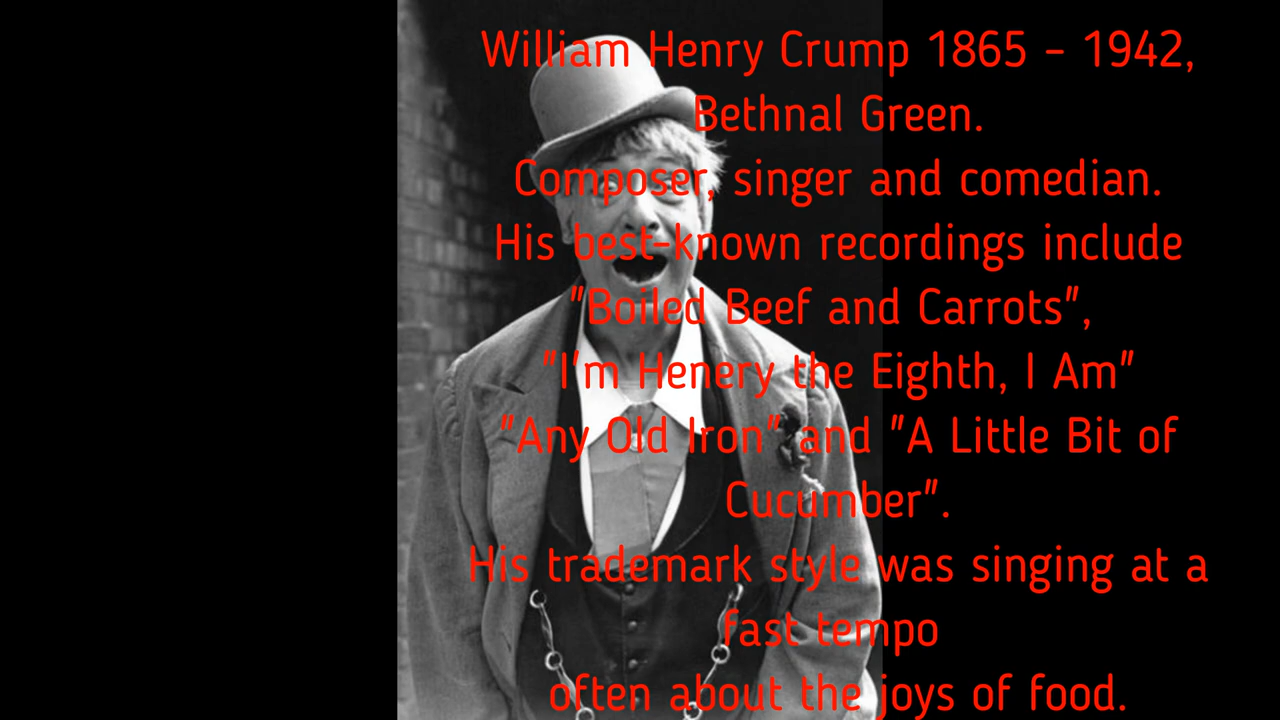 William Henry Crump 1865 - 1942,
Bethnal Green.
Composer, singer and comedian.
His best-known recordings include
"Boiled Beef and Carrots",
"I'm Henery the Eighth, I Am"
"Any Old Iron" and "A Little Bit of
Cucumber".
His trademark style was singing at a
fast tempo
often about the joys of food.